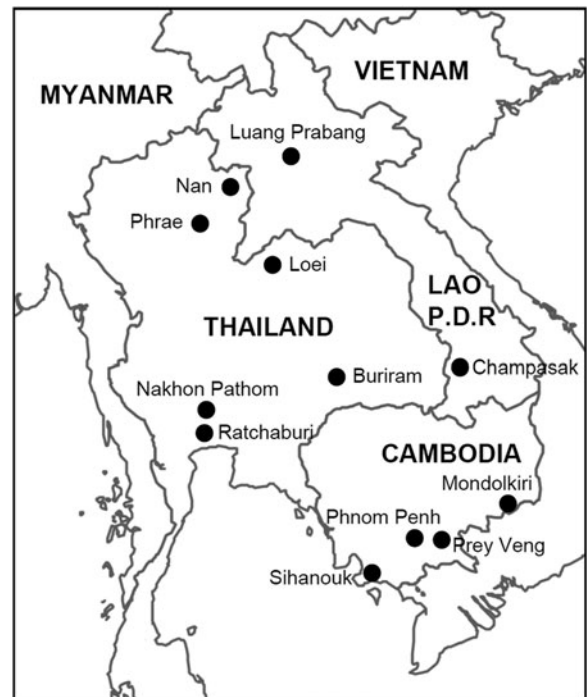 VIETNAM
MYANMAR
Luang Prabang
Nan
Phrae
Loei
LAO
P.D.R
THAILAND
Champasak
Buriram
Nakhon Pathom
Ratchaburi
CAMBODIA
Mondolkiri
Phnom Penh
Prey Veng
Sihanouk